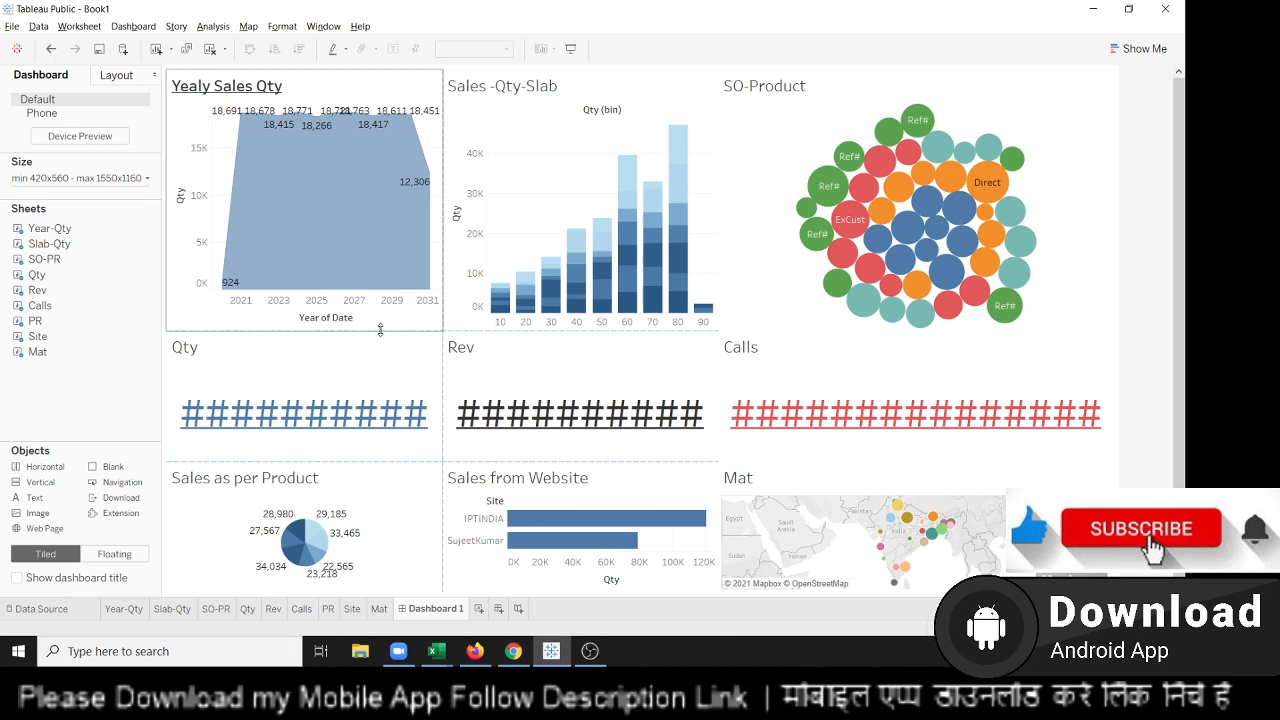 Tableau Public - Book1
File Data Worksheet Dashboard Story Analysis Map Format Window Help
Show Me
Dashboard Layout
Default
Phone
Device Preview
Size
min 420x560 - max 1550x1160
Sheets
Year-Qty
Slab-Qty
SO-PR
Qty
Rev
Calls
PR
Site
Mat
Objects
Horizontal Blank
Vertical Navigation
Text Download
Image Extension
Web Page
Tiled Floating
Show dashboard title
Yealy Sales Qty
18,691 18,678 18,771 18,763 18,611 18,451
18,415 18,266 18,417
15K
10K
5K
0K
12,306
924
Qty
2021 2023 2025 2027 2029 2031
Year of Date
Sales -Qty-Slab
Qty (bin)
40K
30K
20K
10K
0K
Qty
10 20 30 40 50 60 70 80 90
SO-Product
Ref#
Ref#
Ref#
Direct
ExCust
Ref#
Ref#
Qty
##########
Rev
##########
Calls
###############
Sales as per Product
28,980 29,185
27,567 33,465
34,034 22,565
23,218
Sales from Website
Site
IPTINDIA
SujeetKumar
0K 20K 40K 60K 80K 100K 120K
Qty
Mat
Egypt
Saudi
Arabia
Pakistan
Sudan
Yemen
© 2021 Mapbox © OpenStreetMap
SUBSCRIBE
Data Source Year-Qty Slab-Qty SO-PR Qty Rev Calls PR Site Mat Dashboard 1
Download
Android App
Type here to search
Please Download my Mobile App Follow Description Link | मोबाइल एप्प डाउनलोड करे लिंक निचे है